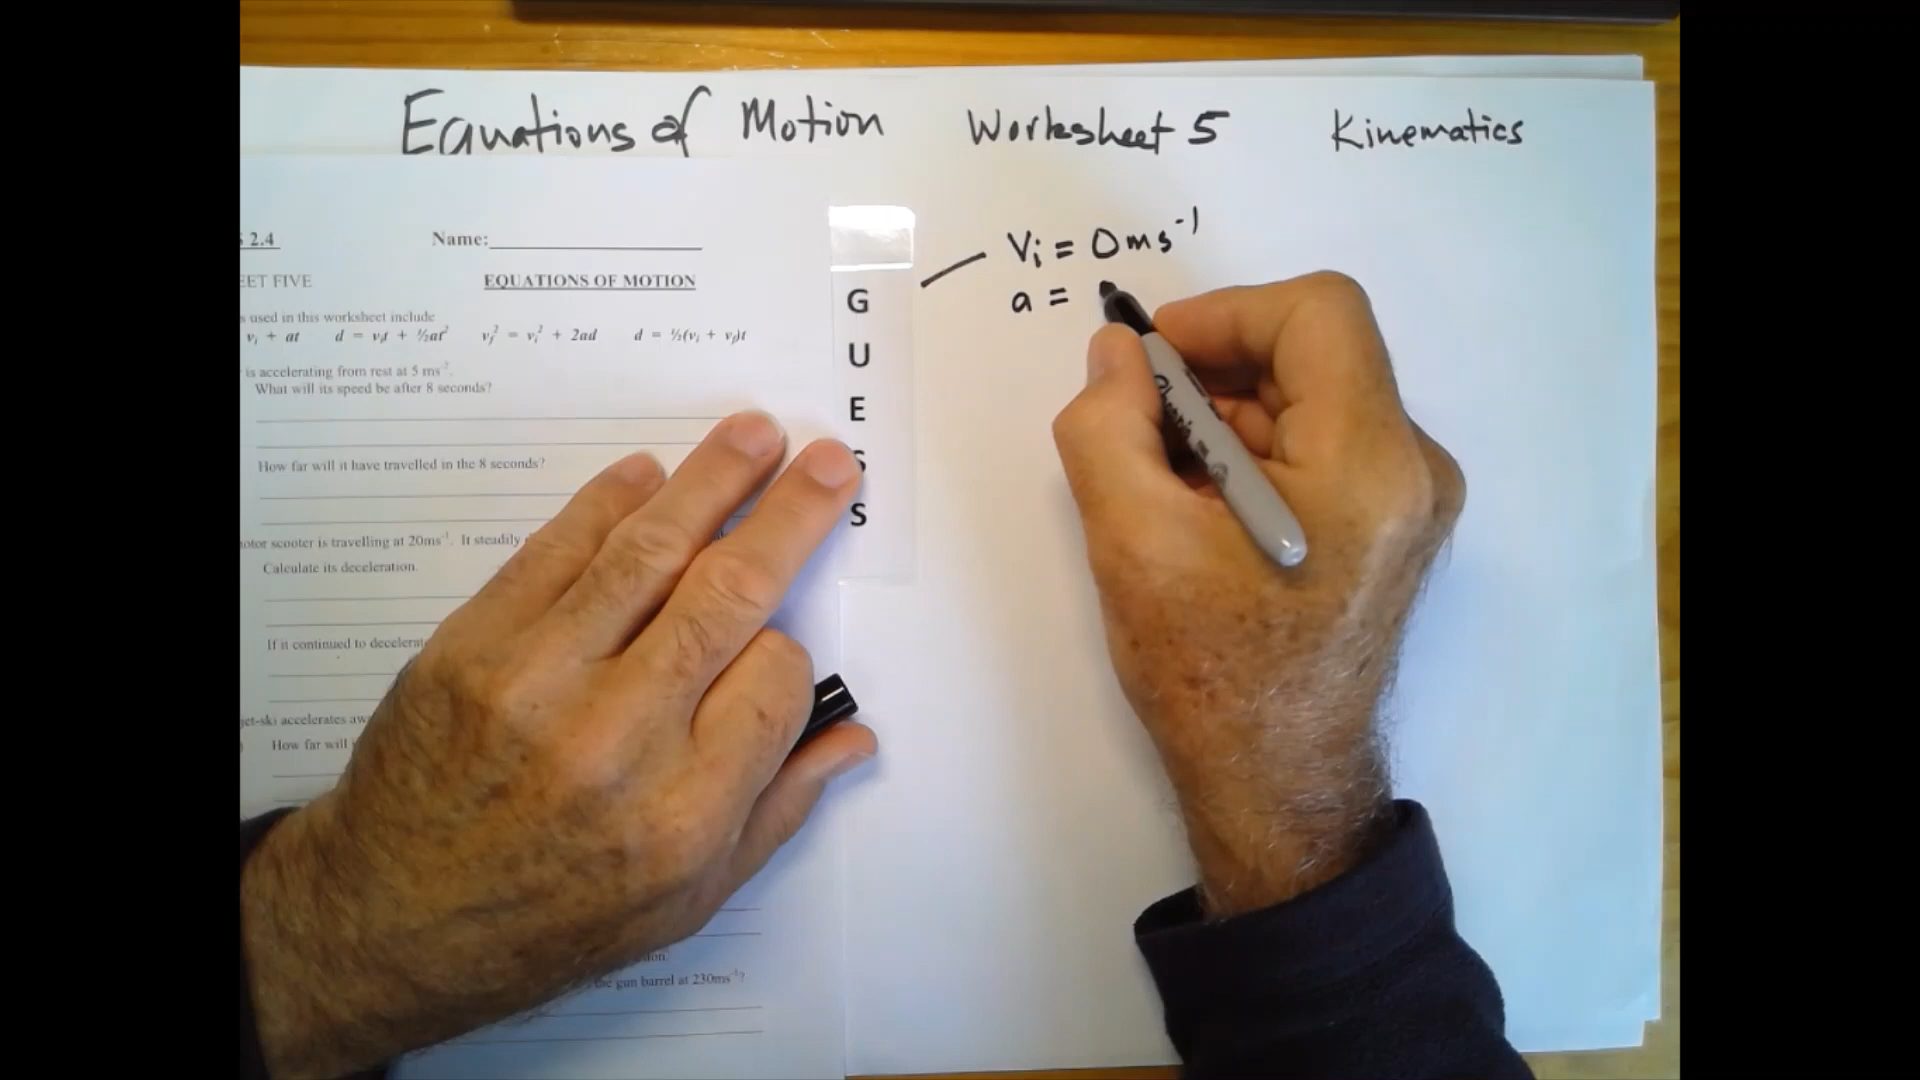 Equations of Motion Worksheet 5 Kinematics
2.4
Name:
EET FIVE EQUATIONS OF MOTION
used in this worksheet include
vᵢ + at d = vᵢt + ½at² v_f² = vᵢ² + 2ad d = ½(vᵢ + v_f)t
is accelerating from rest at 5 ms⁻².
What will its speed be after 8 seconds?
How far will it have travelled in the 8 seconds?
otor scooter is travelling at 20ms⁻¹. It steadily
Calculate its deceleration.
If it continued to decelerat
et-ski accelerates aw
How far will
the gun barrel at 230ms⁻¹?
G
U
E
S
S
Vᵢ = 0ms⁻¹
a =